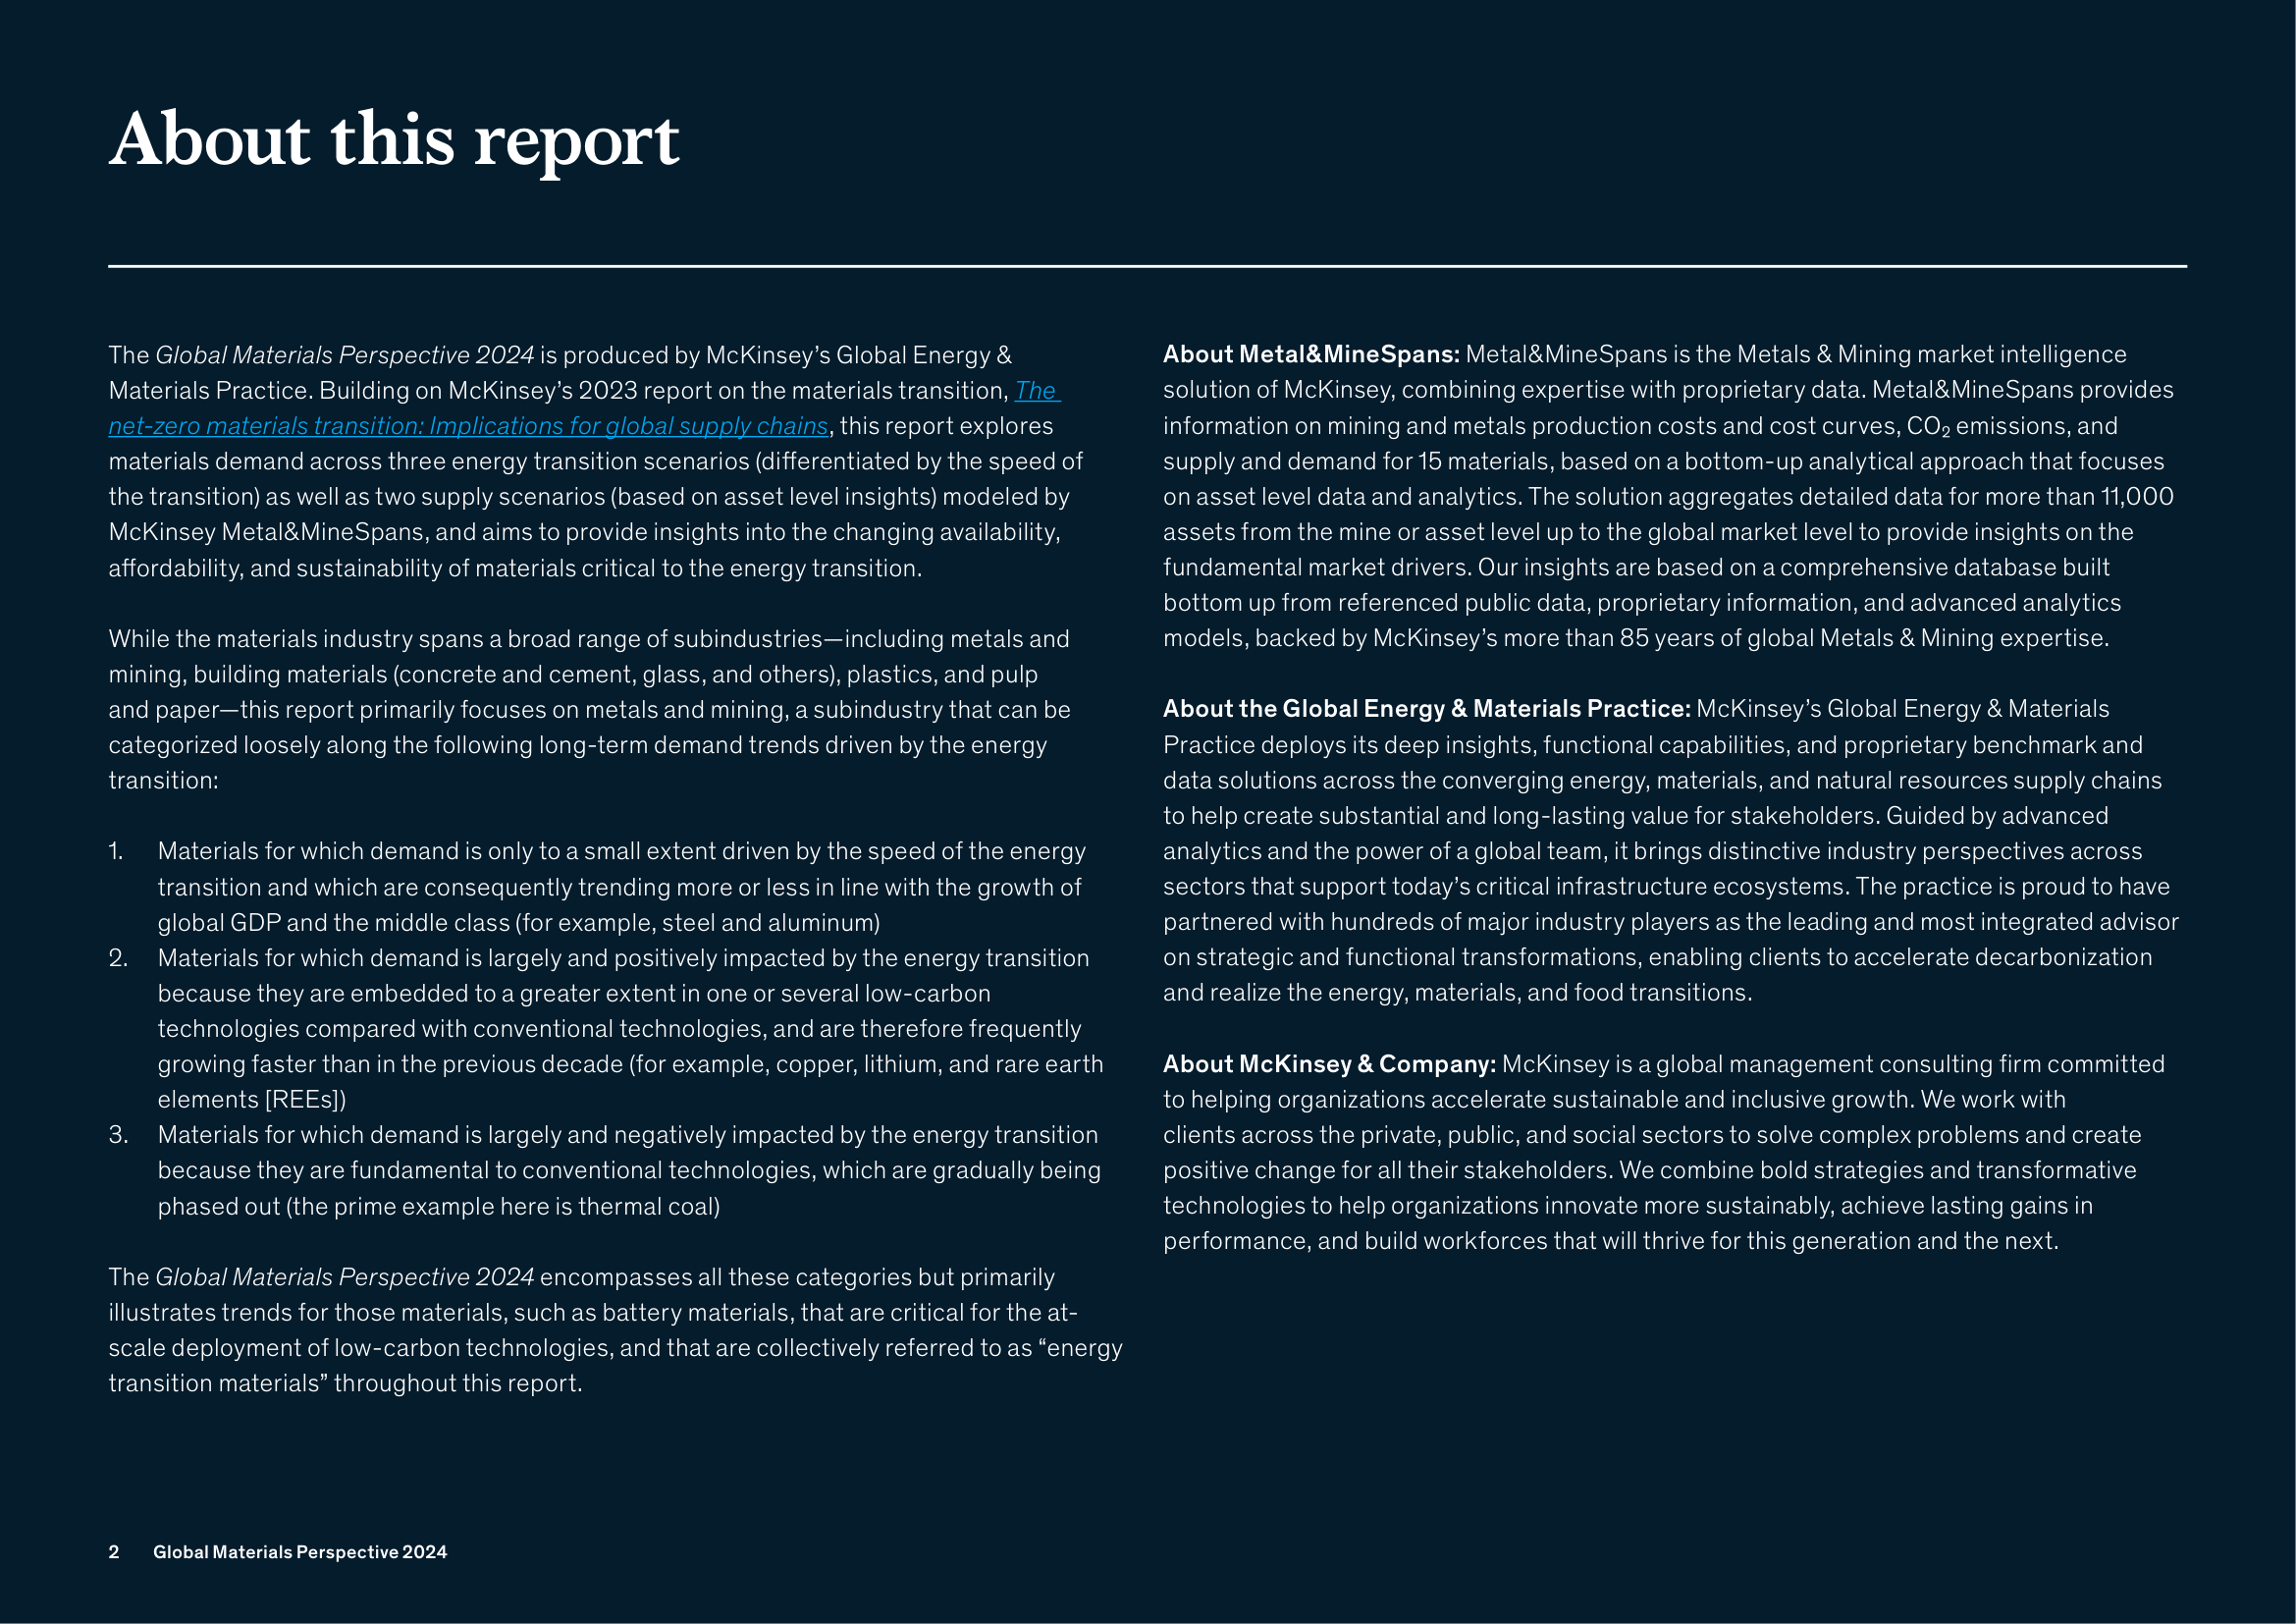 About this report
The Global Materials Perspective 2024 is produced by McKinsey’s Global Energy &
Materials Practice. Building on McKinsey’s 2023 report on the materials transition, The
net-zero materials transition: Implications for global supply chains, this report explores
materials demand across three energy transition scenarios (differentiated by the speed of
the transition) as well as two supply scenarios (based on asset level insights) modeled by
McKinsey Metal&MineSpans, and aims to provide insights into the changing availability,
affordability, and sustainability of materials critical to the energy transition.
While the materials industry spans a broad range of subindustries—including metals and
mining, building materials (concrete and cement, glass, and others), plastics, and pulp
and paper—this report primarily focuses on metals and mining, a subindustry that can be
categorized loosely along the following long-term demand trends driven by the energy
transition:
1. Materials for which demand is only to a small extent driven by the speed of the energy
transition and which are consequently trending more or less in line with the growth of
global GDP and the middle class (for example, steel and aluminum)
2. Materials for which demand is largely and positively impacted by the energy transition
because they are embedded to a greater extent in one or several low-carbon
technologies compared with conventional technologies, and are therefore frequently
growing faster than in the previous decade (for example, copper, lithium, and rare earth
elements [REEs])
3. Materials for which demand is largely and negatively impacted by the energy transition
because they are fundamental to conventional technologies, which are gradually being
phased out (the prime example here is thermal coal)
The Global Materials Perspective 2024 encompasses all these categories but primarily
illustrates trends for those materials, such as battery materials, that are critical for the at-
scale deployment of low-carbon technologies, and that are collectively referred to as “energy
transition materials” throughout this report.
About Metal&MineSpans: Metal&MineSpans is the Metals & Mining market intelligence
solution of McKinsey, combining expertise with proprietary data. Metal&MineSpans provides
information on mining and metals production costs and cost curves, CO₂ emissions, and
supply and demand for 15 materials, based on a bottom-up analytical approach that focuses
on asset level data and analytics. The solution aggregates detailed data for more than 11,000
assets from the mine or asset level up to the global market level to provide insights on the
fundamental market drivers. Our insights are based on a comprehensive database built
bottom up from referenced public data, proprietary information, and advanced analytics
models, backed by McKinsey’s more than 85 years of global Metals & Mining expertise.
About the Global Energy & Materials Practice: McKinsey’s Global Energy & Materials
Practice deploys its deep insights, functional capabilities, and proprietary benchmark and
data solutions across the converging energy, materials, and natural resources supply chains
to help create substantial and long-lasting value for stakeholders. Guided by advanced
analytics and the power of a global team, it brings distinctive industry perspectives across
sectors that support today’s critical infrastructure ecosystems. The practice is proud to have
partnered with hundreds of major industry players as the leading and most integrated advisor
on strategic and functional transformations, enabling clients to accelerate decarbonization
and realize the energy, materials, and food transitions.
About McKinsey & Company: McKinsey is a global management consulting firm committed
to helping organizations accelerate sustainable and inclusive growth. We work with
clients across the private, public, and social sectors to solve complex problems and create
positive change for all their stakeholders. We combine bold strategies and transformative
technologies to help organizations innovate more sustainably, achieve lasting gains in
performance, and build workforces that will thrive for this generation and the next.
2 Global Materials Perspective 2024